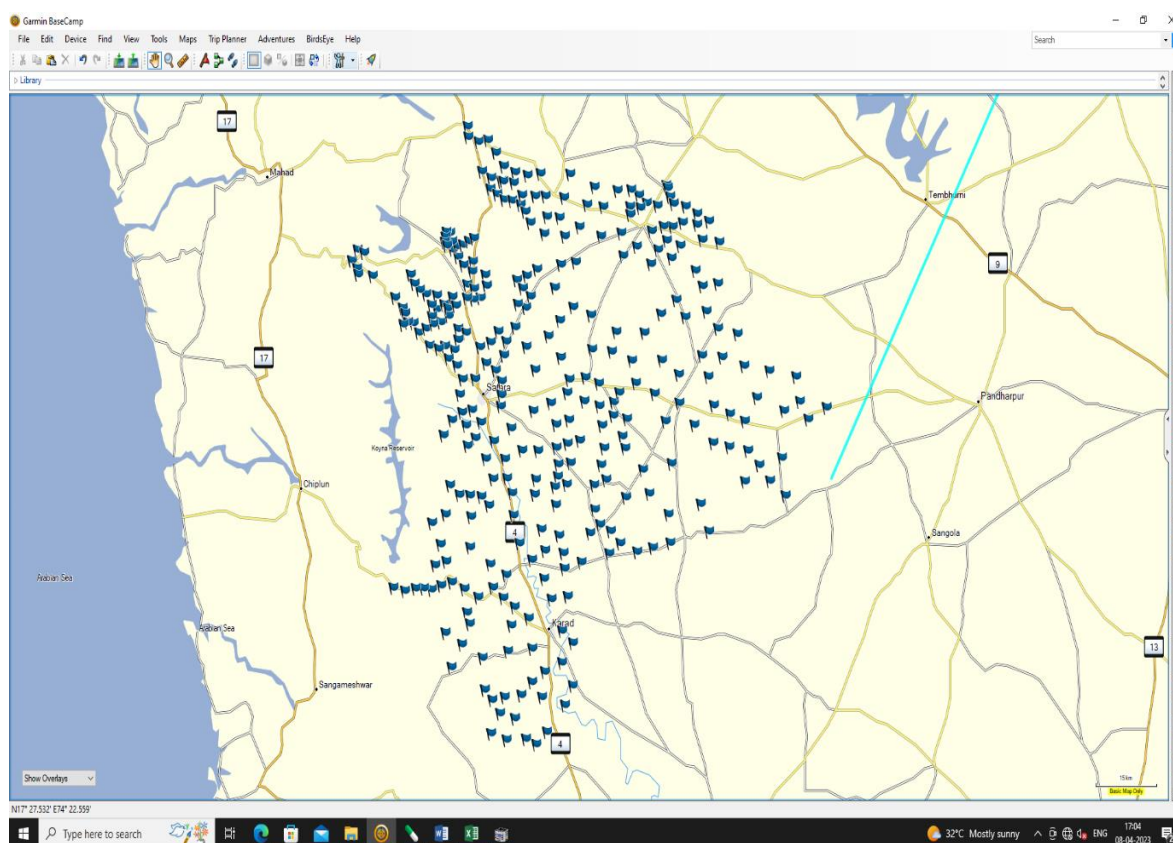 Garmin BaseCamp
File Edit Device Find View Tools Maps Trip Planner Adventures BirdsEye Help
Search
Library
17
Mahad
Tembhurni
9
17
Satara
Pandharpur
Koyna Reservoir
Chiplun
4
Sangola
Arabian Sea
Arabian Sea
Karad
13
Sangameshwar
4
Show Overlays
15 km
Basic Map Only
N17° 27.532' E74° 22.559'
Type here to search
32°C Mostly sunny
ENG
17:04
08-04-2023